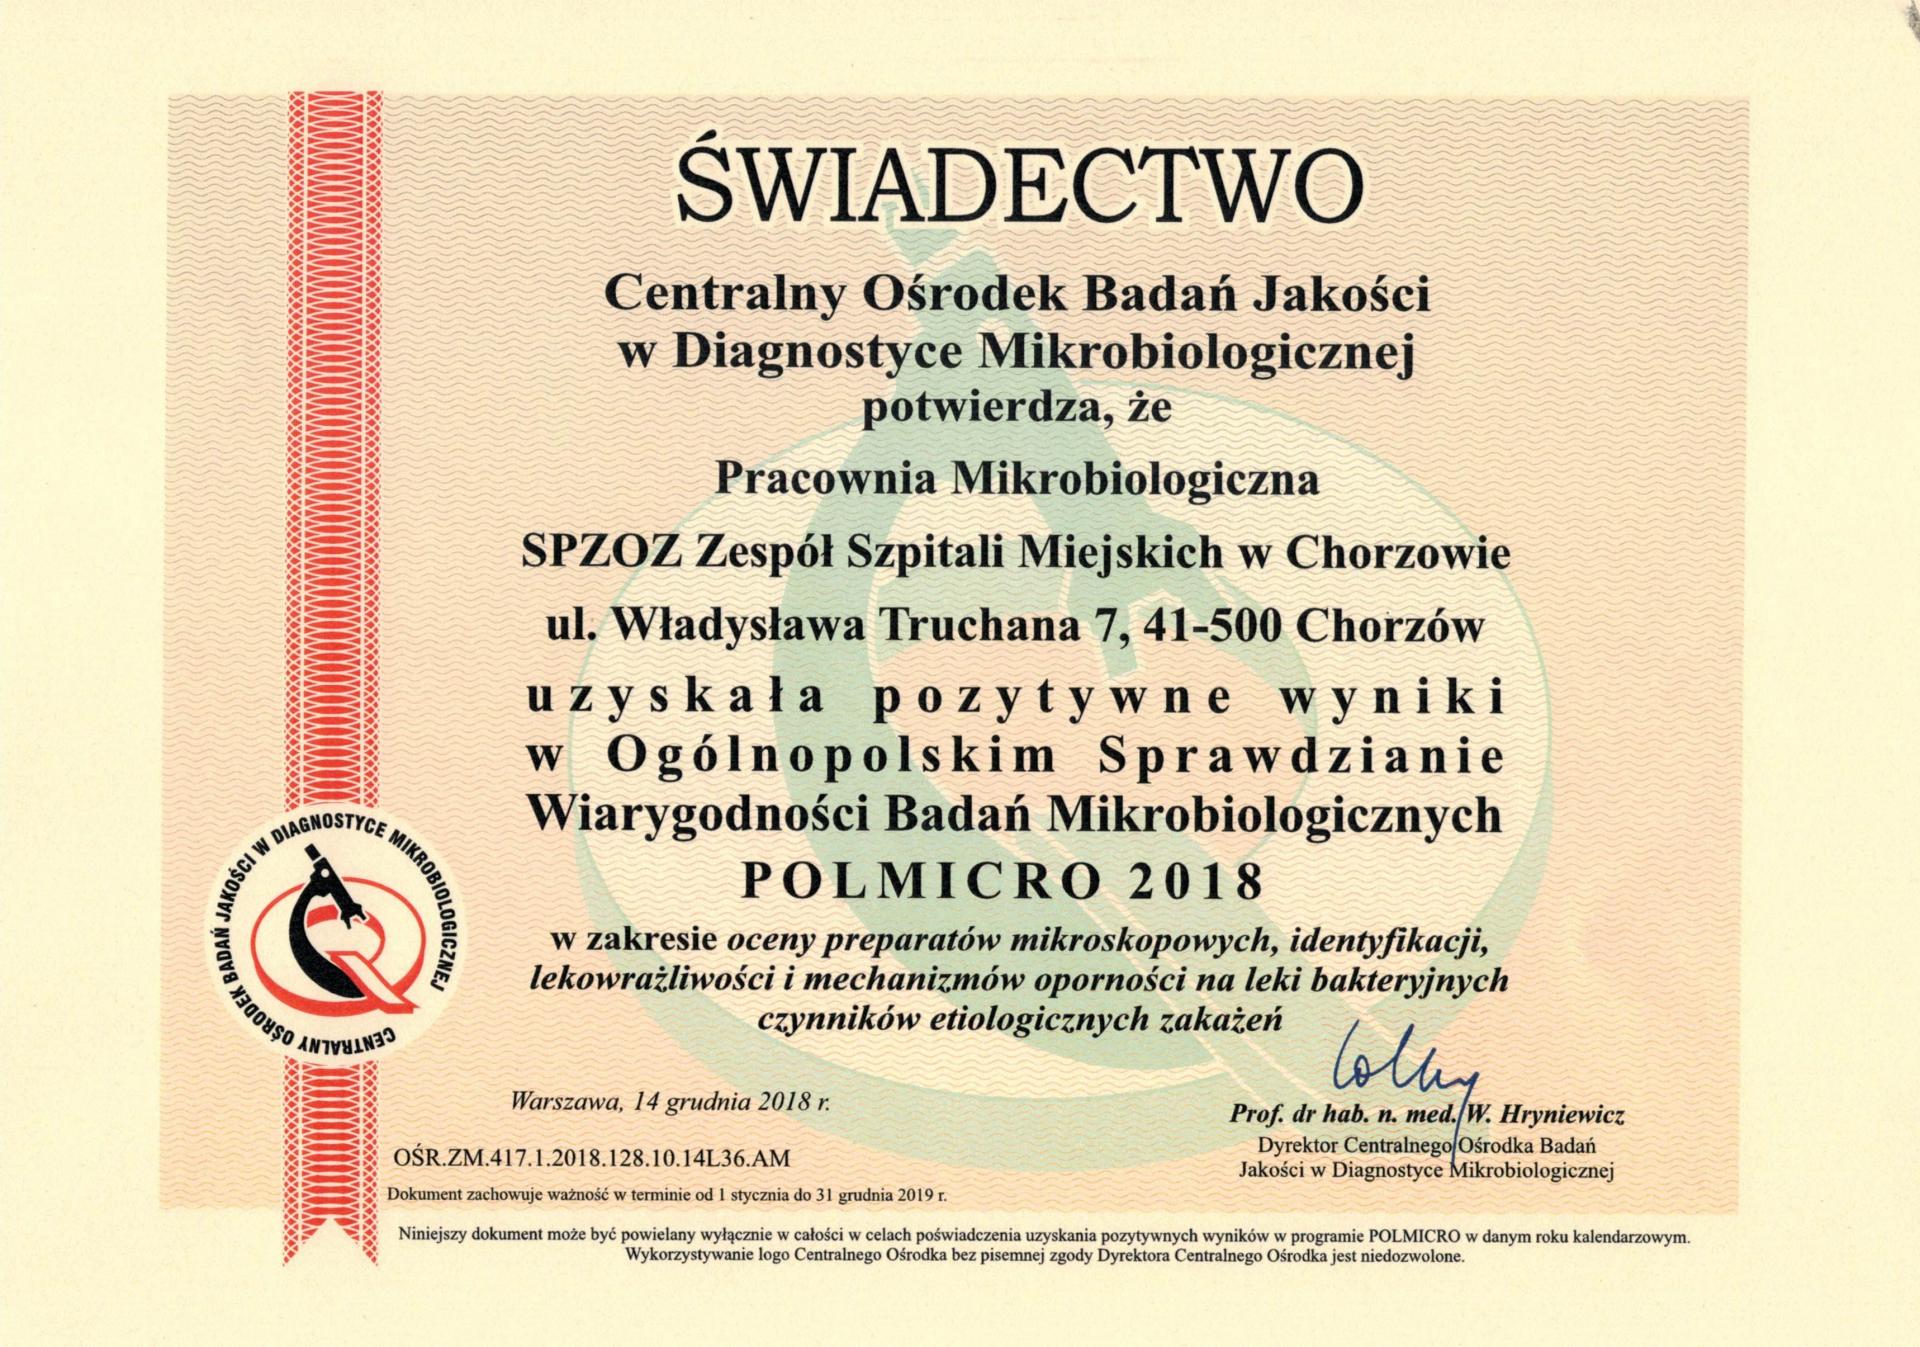 ŚWIADECTWO
Centralny Ośrodek Badań Jakości
w Diagnostyce Mikrobiologicznej
potwierdza, że
Pracownia Mikrobiologiczna
SPZOZ Zespół Szpitali Miejskich w Chorzowie
ul. Władysława Truchana 7, 41-500 Chorzów
uzyskała pozytywne wyniki
w Ogólnopolskim Sprawdzianie
Wiarygodności Badań Mikrobiologicznych
POLMICRO 2018
w zakresie oceny preparatów mikroskopowych, identyfikacji,
lekowrażliwości i mechanizmów oporności na leki bakteryjnych
czynników etiologicznych zakażeń
CENTRALNY OŚRODEK BADAŃ JAKOŚCI W DIAGNOSTYCE MIKROBIOLOGICZNEJ
Warszawa, 14 grudnia 2018 r.
Prof. dr hab. n. med. W. Hryniewicz
Dyrektor Centralnego Ośrodka Badań
Jakości w Diagnostyce Mikrobiologicznej
OŚR.ZM.417.1.2018.128.10.14L36.AM
Dokument zachowuje ważność w terminie od 1 stycznia do 31 grudnia 2019 r.
Niniejszy dokument może być powielany wyłącznie w całości w celach poświadczenia uzyskania pozytywnych wyników w programie POLMICRO w danym roku kalendarzowym.
Wykorzystywanie logo Centralnego Ośrodka bez pisemnej zgody Dyrektora Centralnego Ośrodka jest niedozwolone.